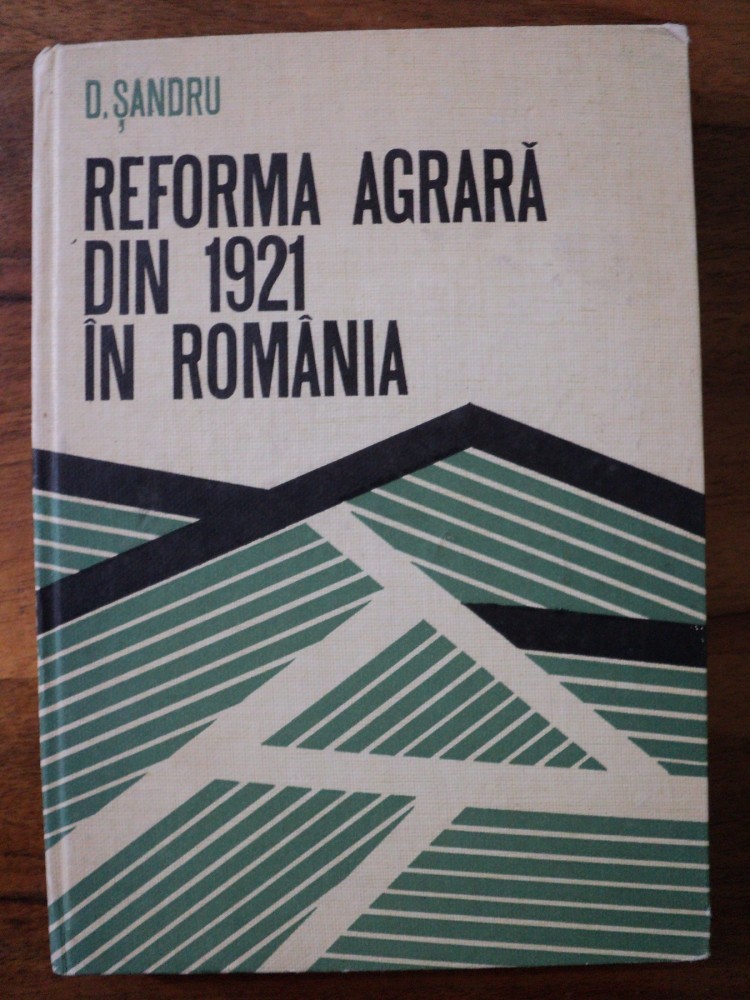 D. ȘANDRU
REFORMA AGRARĂ
DIN 1921
ÎN ROMÂNIA